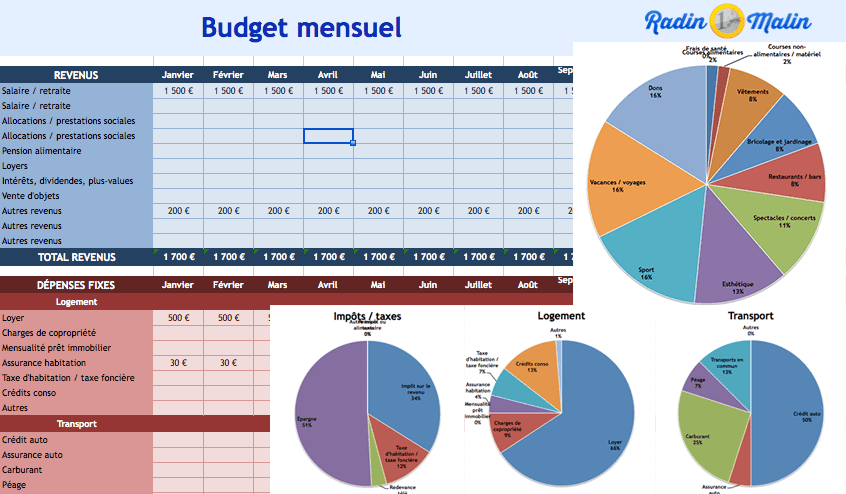 Budget mensuel
Radin Malin
REVENUS Janvier Février Mars Avril Mai Juin Juillet Août Sep
Salaire / retraite 1 500 € 1 500 € 1 500 € 1 500 € 1 500 € 1 500 € 1 500 € 1 500 € 1 5
Salaire / retraite
Allocations / prestations sociales
Allocations / prestations sociales
Pension alimentaire
Loyers
Intérêts, dividendes, plus-values
Vente d'objets
Autres revenus 200 € 200 € 200 € 200 € 200 € 200 € 200 € 200 € 2
Autres revenus
Autres revenus
TOTAL REVENUS 1 700 € 1 700 € 1 700 € 1 700 € 1 700 € 1 700 € 1 700 € 1 700 € 1 7
DÉPENSES FIXES Janvier Février Mars Avril Mai Juin Juillet Août Sep
Logement
Loyer 500 € 500 €
Charges de copropriété
Mensualité prêt immobilier
Assurance habitation 30 € 30 €
Taxe d'habitation / taxe foncière
Crédits conso
Autres
Transport
Crédit auto
Assurance auto
Carburant
Péage
Frais de santé
0%
Courses alimentaires
2%
Courses non-
alimentaires / matériel
2%
Vêtements
8%
Bricolage et jardinage
8%
Restaurants / bars
8%
Spectacles / concerts
11%
Esthétique
13%
Sport
16%
Vacances / voyages
16%
Dons
16%
Impôts / taxes
0%
Impôt sur le
revenu
34%
Taxe
d'habitation /
taxe foncière
12%
Redevance
Epargne
51%
Logement
Autres
1%
Crédits conso
13%
Taxe
d'habitation /
taxe foncière
7%
Assurance
habitation
4%
Mensualité
prêt
immobilier
0%
Charges de
copropriété
9%
Loyer
66%
Transport
Autres
0%
Transports en
commun
13%
Péage
7%
Carburant
25%
Assurance
auto
Crédit auto
50%